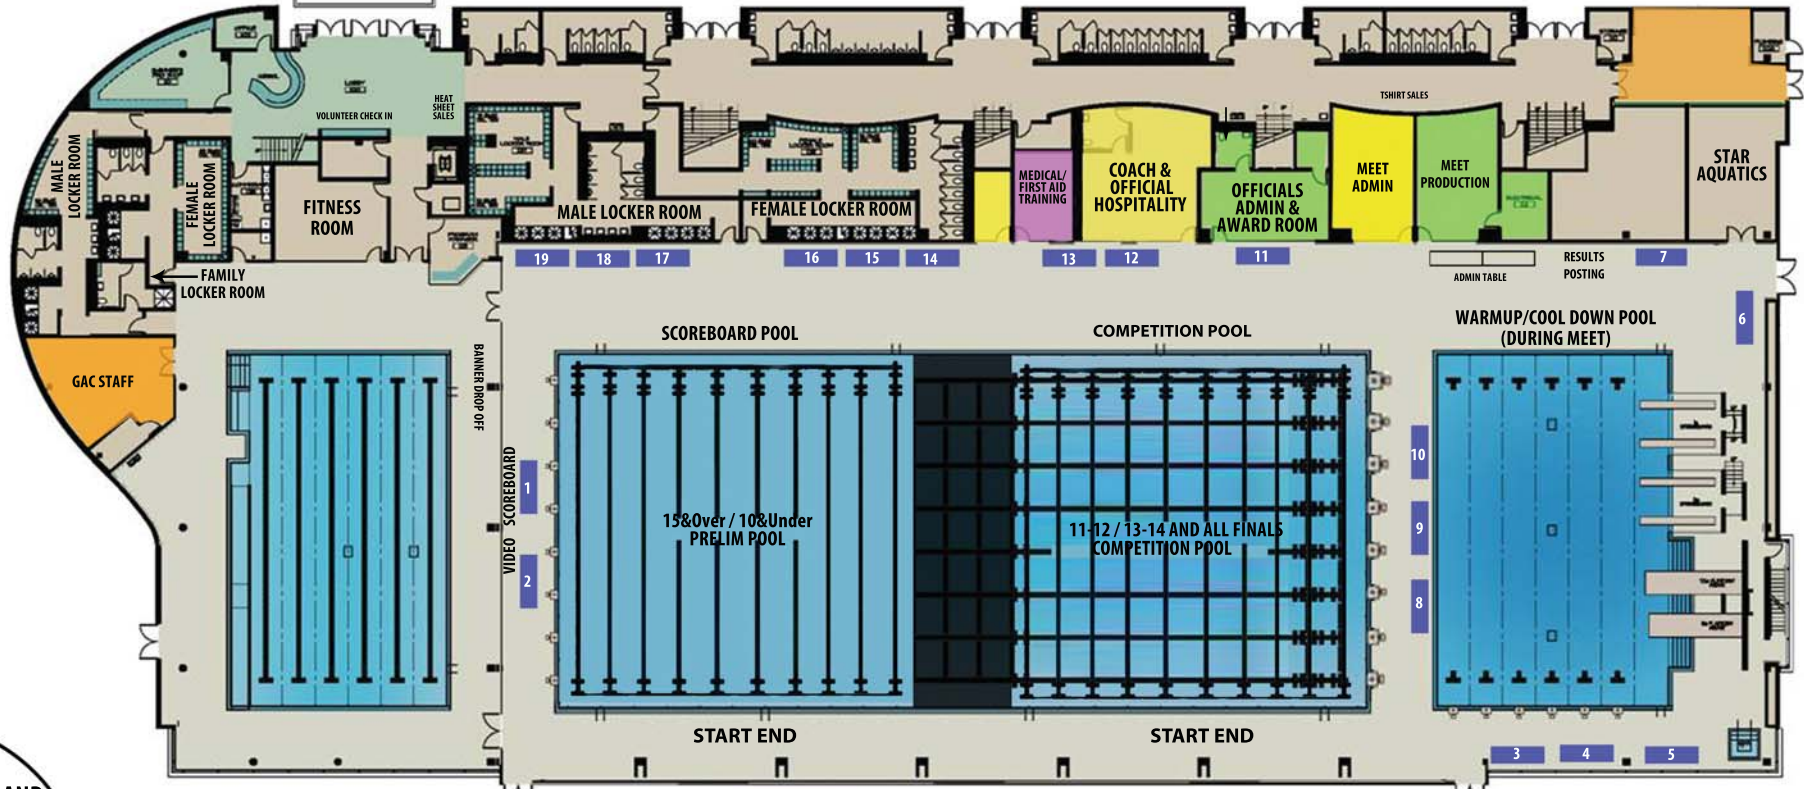 LOBBY
VOLUNTEER CHECK IN
HEAT
SHEET
SALES
TSHIRT SALES
MALE
LOCKER ROOM
FEMALE
LOCKER ROOM
FITNESS
ROOM
MALE LOCKER ROOM
FEMALE LOCKER ROOM
MEDICAL/
FIRST AID
TRAINING
COACH &
OFFICIAL
HOSPITALITY
OFFICIALS
ADMIN &
AWARD ROOM
MEET
ADMIN
MEET
PRODUCTION
ELECTRICAL
STAR
AQUATICS
FAMILY
LOCKER ROOM
19
18
17
16
15
14
13
12
11
ADMIN TABLE
RESULTS
POSTING
7
6
GAC STAFF
BANNER DROP OFF
SCOREBOARD POOL
COMPETITION POOL
WARMUP/COOL DOWN POOL
(DURING MEET)
VIDEO SCOREBOARD
1
2
15&Over / 10&Under
PRELIM POOL
11-12 / 13-14 AND ALL FINALS
COMPETITION POOL
10
9
8
START END
START END
3
4
5
AND